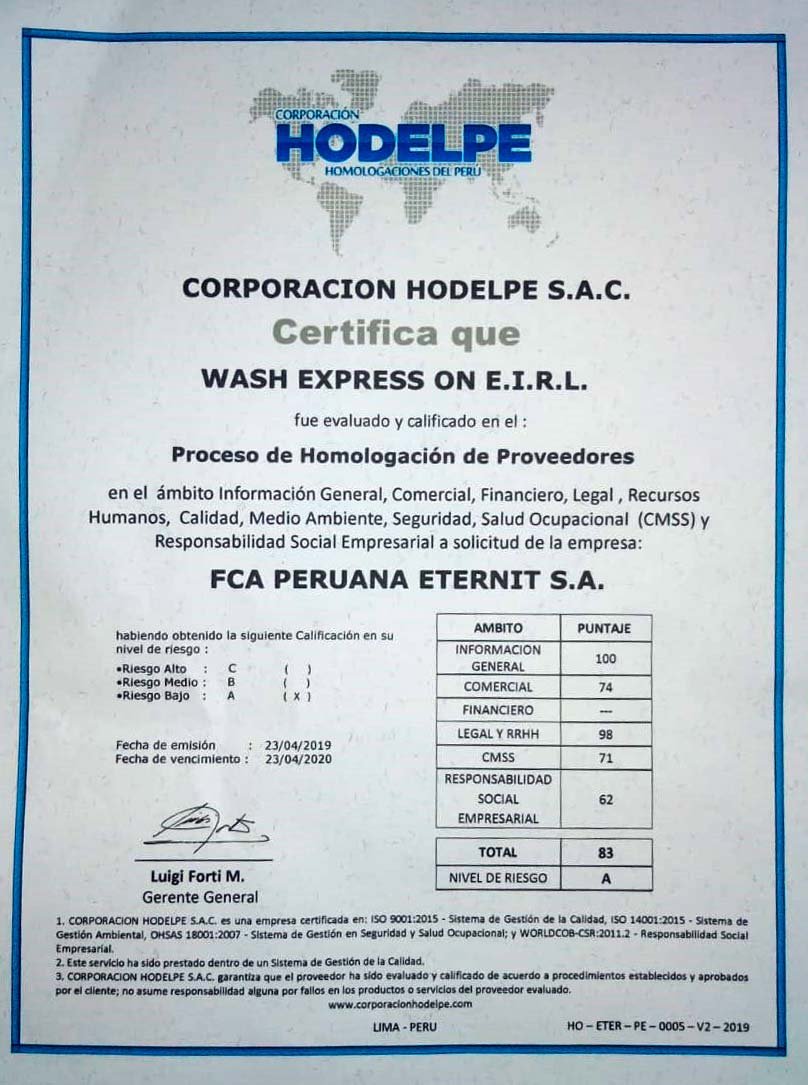 CORPORACIÓN
HODELPE
HOMOLOGACIONES DEL PERÚ
CORPORACION HODELPE S.A.C.
Certifica que
WASH EXPRESS ON E.I.R.L.
fue evaluado y calificado en el :
Proceso de Homologación de Proveedores
en el ámbito Información General, Comercial, Financiero, Legal , Recursos
Humanos, Calidad, Medio Ambiente, Seguridad, Salud Ocupacional (CMSS) y
Responsabilidad Social Empresarial a solicitud de la empresa:
FCA PERUANA ETERNIT S.A.
habiendo obtenido la siguiente Calificación en su
nivel de riesgo :
•Riesgo Alto : C ( )
•Riesgo Medio : B ( )
•Riesgo Bajo : A ( X )
Fecha de emisión : 23/04/2019
Fecha de vencimiento : 23/04/2020
Luigi Forti M.
Gerente General
AMBITO PUNTAJE
INFORMACION
GENERAL 100
COMERCIAL 74
FINANCIERO ---
LEGAL Y RRHH 98
CMSS 71
RESPONSABILIDAD
SOCIAL 62
EMPRESARIAL
TOTAL 83
NIVEL DE RIESGO A
1. CORPORACION HODELPE S.A.C. es una empresa certificada en: ISO 9001:2015 - Sistema de Gestión de la Calidad, ISO 14001:2015 - Sistema de
Gestión Ambiental, OHSAS 18001:2007 - Sistema de Gestión en Seguridad y Salud Ocupacional; y WORLDCOB-CSR:2011.2 - Responsabilidad Social
Empresarial.
2. Este servicio ha sido prestado dentro de un Sistema de Gestión de la Calidad.
3. CORPORACION HODELPE S.A.C. garantiza que el proveedor ha sido evaluado y calificado de acuerdo a procedimientos establecidos y aprobados
por el cliente; no asume responsabilidad alguna por fallos en los productos o servicios del proveedor evaluado.
www.corporacionhodelpe.com
LIMA - PERU
HO – ETER – PE – 0005 – V2 – 2019